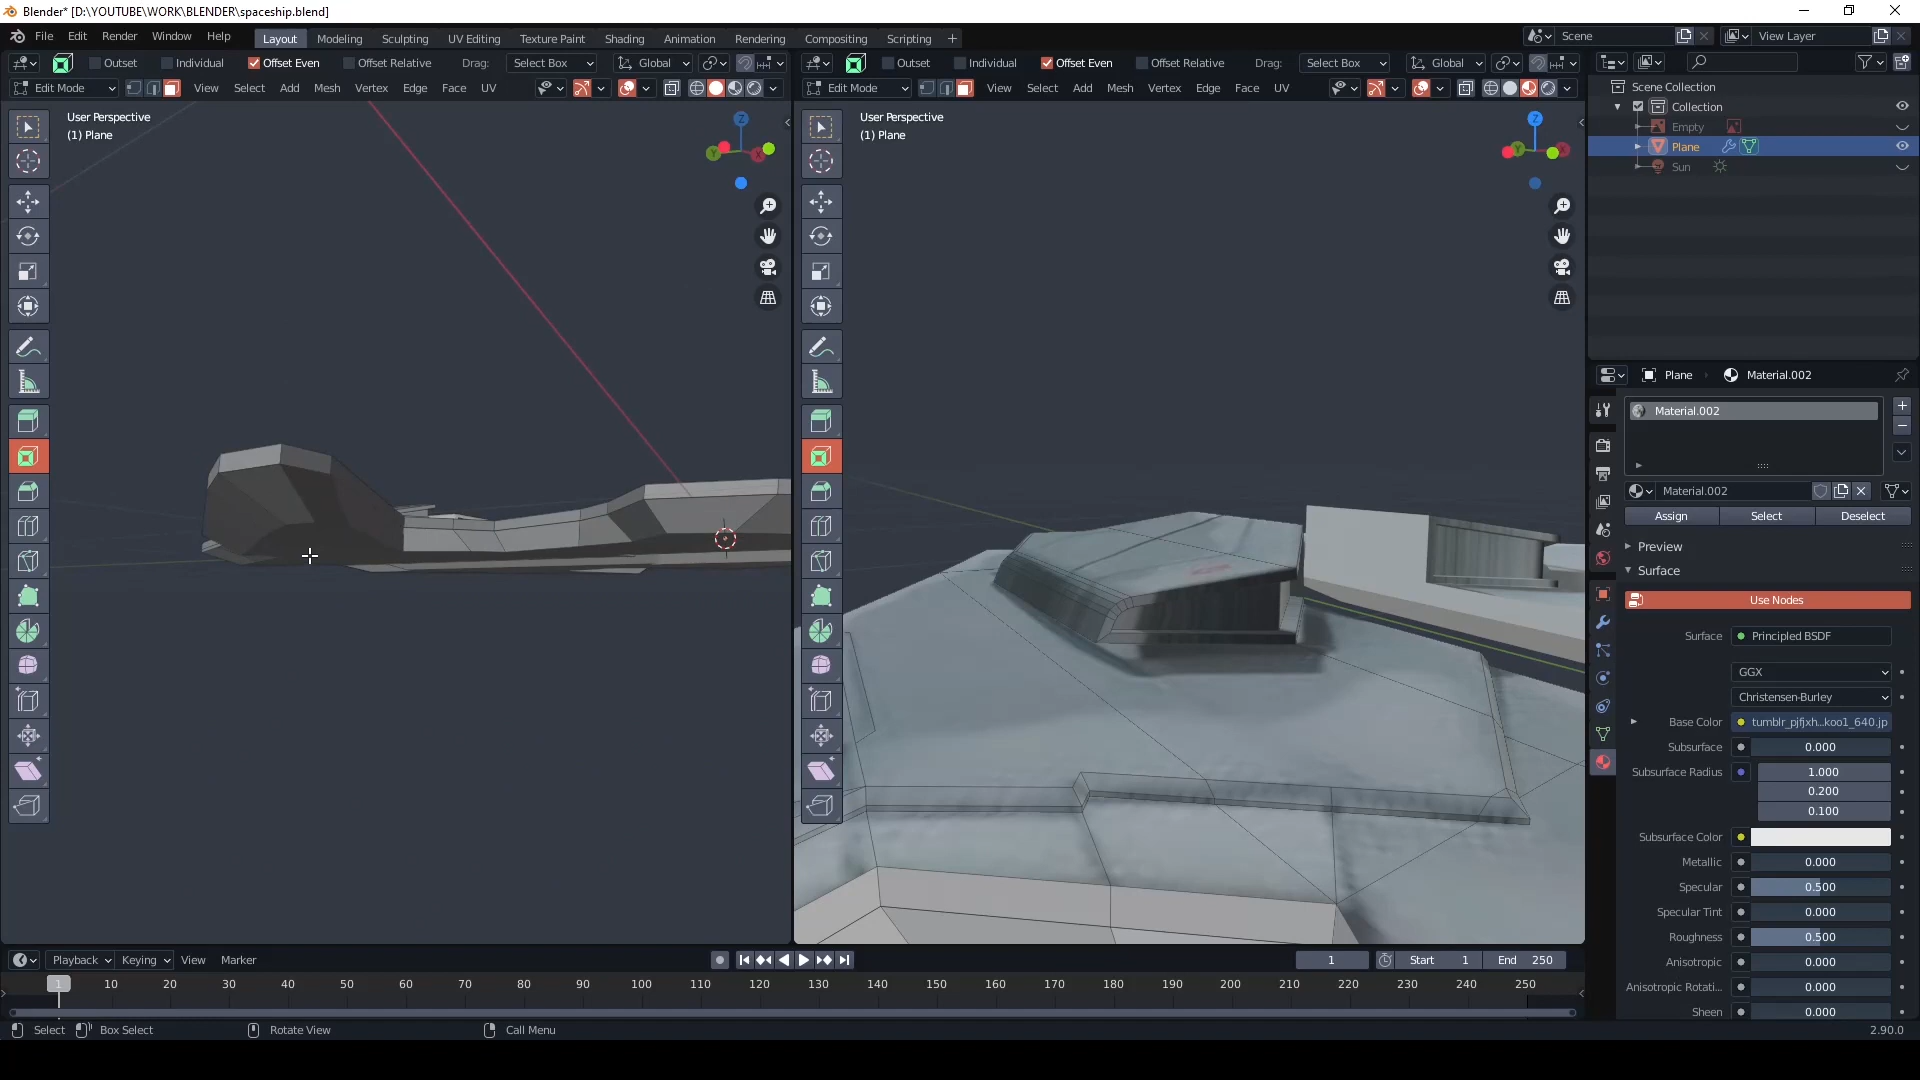 Blender* [D:\YOUTUBE\WORK\BLENDER\spaceship.blend]
File Edit Render Window Help Layout Modeling Sculpting UV Editing Texture Paint Shading Animation Rendering Compositing Scripting + Scene View Layer
Outset Individual Offset Even Offset Relative Drag: Select Box Global Outset Individual Offset Even Offset Relative Drag: Select Box Global
Edit Mode View Select Add Mesh Vertex Edge Face UV Edit Mode View Select Add Mesh Vertex Edge Face UV
Scene Collection
Collection
Empty
Plane
Sun
User Perspective
(1) Plane
Z
Y
X
User Perspective
(1) Plane
Z
Y
X
Plane Material.002
Material.002
Material.002
Assign Select Deselect
Preview
Surface
Use Nodes
Surface Principled BSDF
GGX
Christensen-Burley
Base Color tumblr_pjfjxh...koo1_640.jp
Subsurface 0.000
Subsurface Radius 1.000
0.200
0.100
Subsurface Color
Metallic 0.000
Specular 0.500
Specular Tint 0.000
Roughness 0.500
Anisotropic 0.000
Anisotropic Rotati... 0.000
Sheen 0.000
Playback Keying View Marker 1 Start 1 End 250
1 10 20 30 40 50 60 70 80 90 100 110 120 130 140 150 160 170 180 190 200 210 220 230 240 250
Select Box Select Rotate View Call Menu 2.90.0